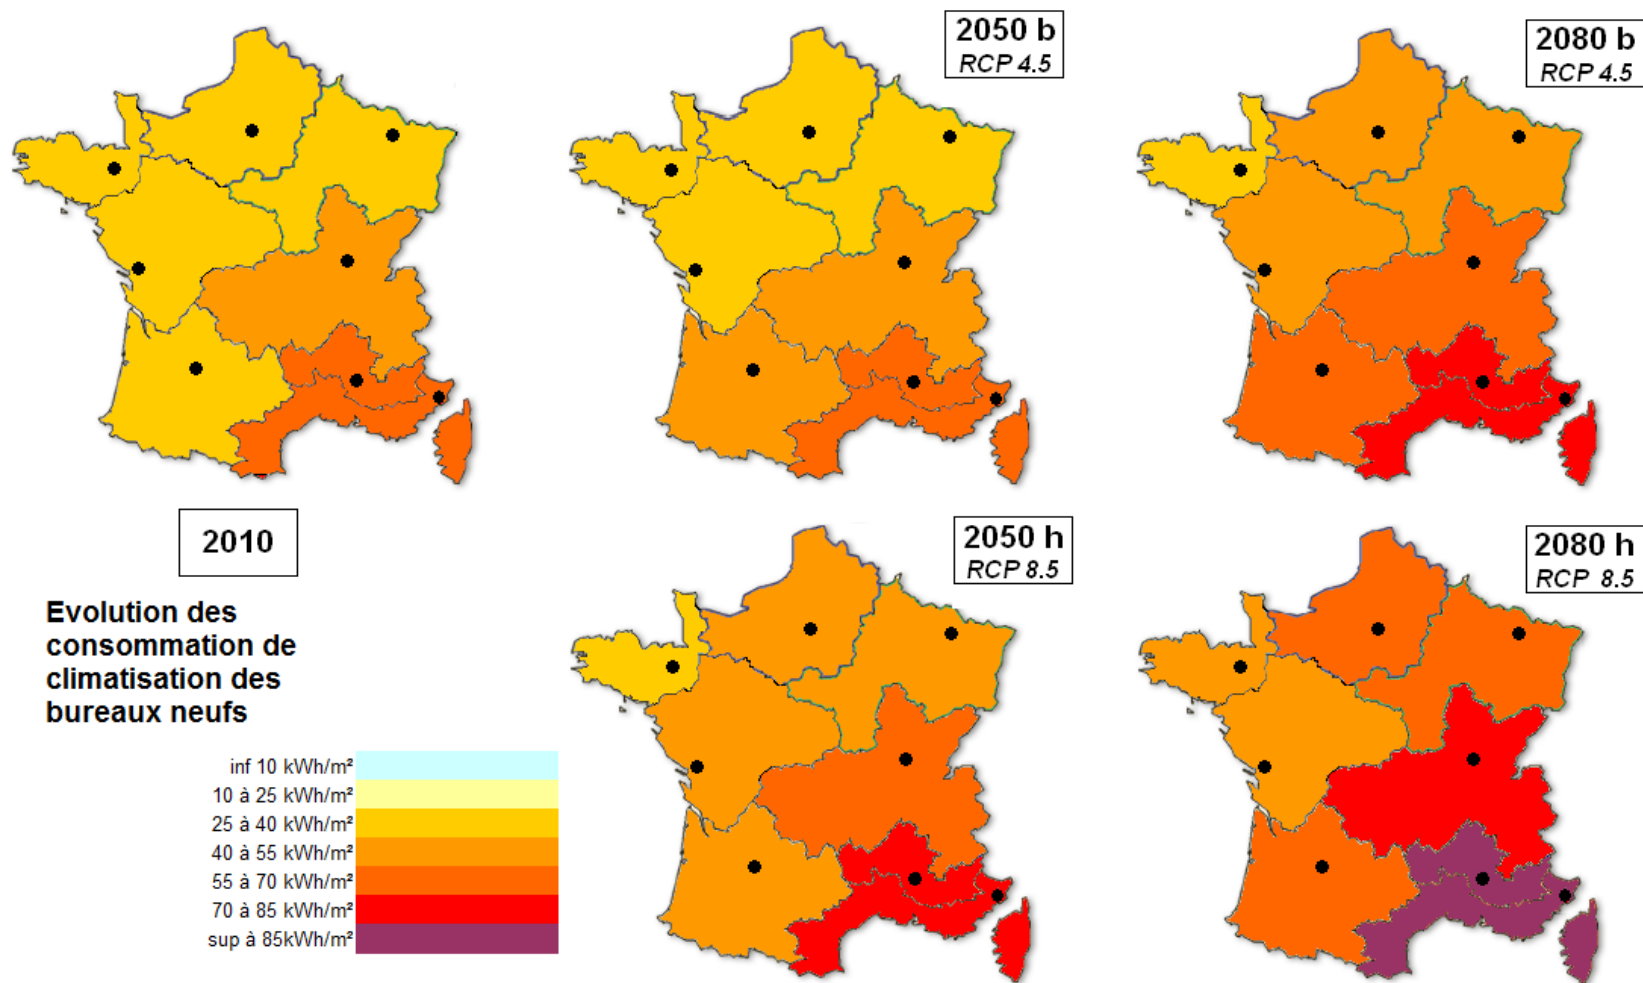 2050 b
RCP 4.5
2080 b
RCP 4.5
2010
2050 h
RCP 8.5
2080 h
RCP 8.5
Evolution des
consommation de
climatisation des
bureaux neufs
inf 10 kWh/m²
10 à 25 kWh/m²
25 à 40 kWh/m²
40 à 55 kWh/m²
55 à 70 kWh/m²
70 à 85 kWh/m²
sup à 85kWh/m²